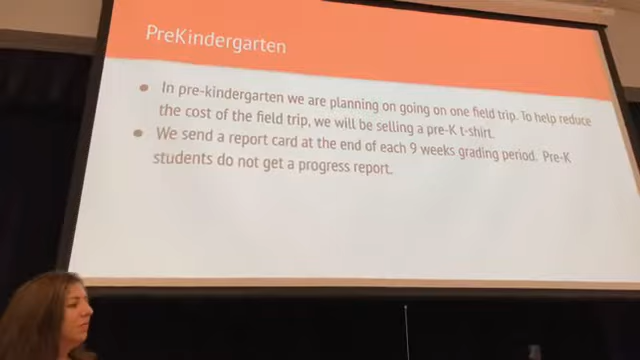 PreKindergarten
In pre-kindergarten we are planning on going on one field trip. To help reduce
the cost of the field trip, we will be selling a pre-K t-shirt.
We send a report card at the end of each 9 weeks grading period. Pre-K
students do not get a progress report.